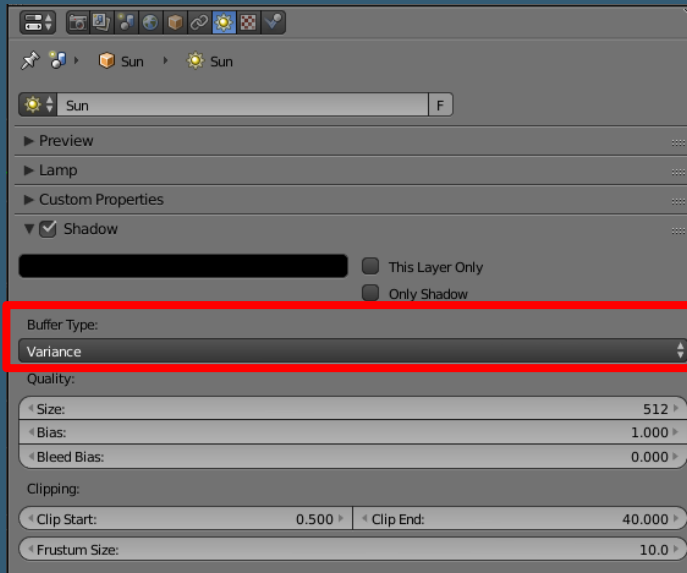 Sun Sun
Sun F
Preview
Lamp
Custom Properties
Shadow
This Layer Only
Only Shadow
Buffer Type:
Variance
Quality:
Size: 512
Bias: 1.000
Bleed Bias: 0.000
Clipping:
Clip Start: 0.500 Clip End: 40.000
Frustum Size: 10.0